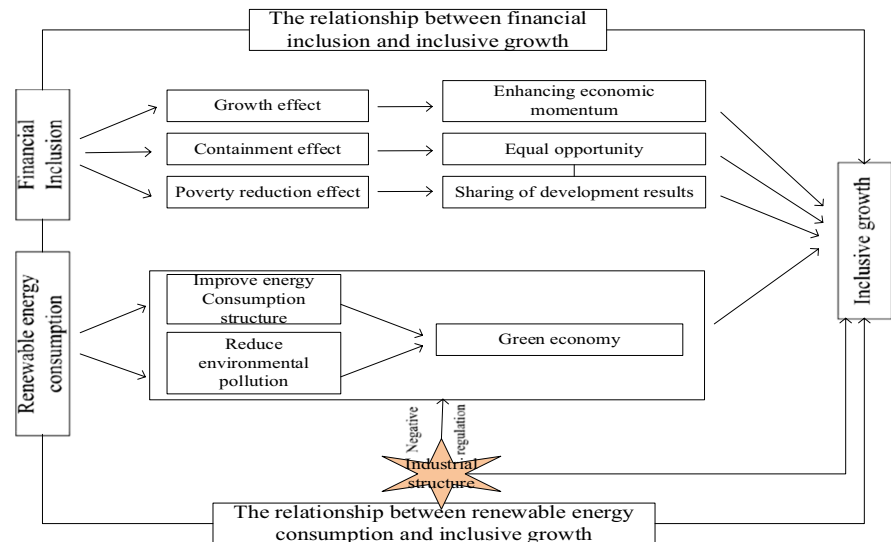 The relationship between financial
inclusion and inclusive growth
Financial
Inclusion
Growth effect
Enhancing economic
momentum
Containment effect
Equal opportunity
Poverty reduction effect
Sharing of development results
Inclusive growth
Renewable energy
consumption
Improve energy
Consumption
structure
Reduce
environmental
pollution
Green economy
Negative
regulation
Industrial
structure
The relationship between renewable energy
consumption and inclusive growth